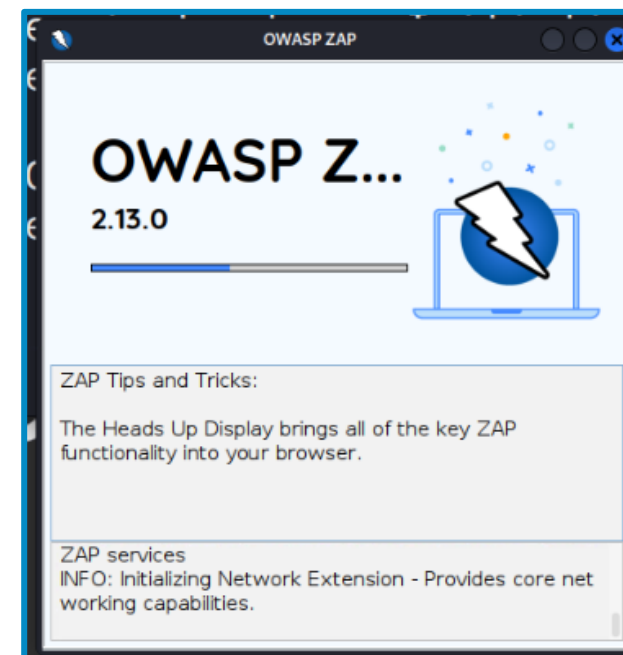 OWASP ZAP
OWASP Z...
2.13.0
ZAP Tips and Tricks:
The Heads Up Display brings all of the key ZAP
functionality into your browser.
ZAP services
INFO: Initializing Network Extension - Provides core net
working capabilities.